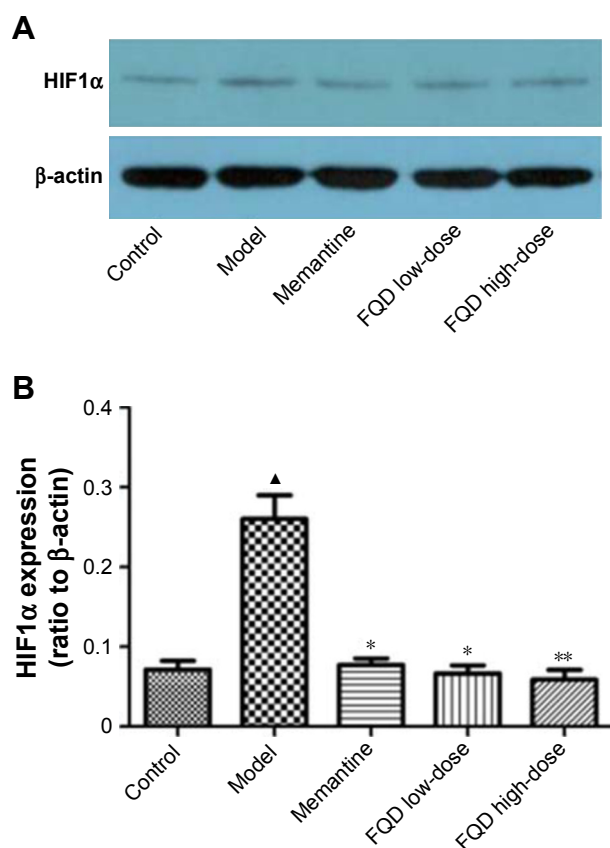 A
HIF1α
β-actin
Control
Model
Memantine
FQD low-dose
FQD high-dose
B
HIF1α expression
(ratio to β-actin)
0.4
0.3
0.2
0.1
0
▲
*
*
**
Control
Model
Memantine
FQD low-dose
FQD high-dose